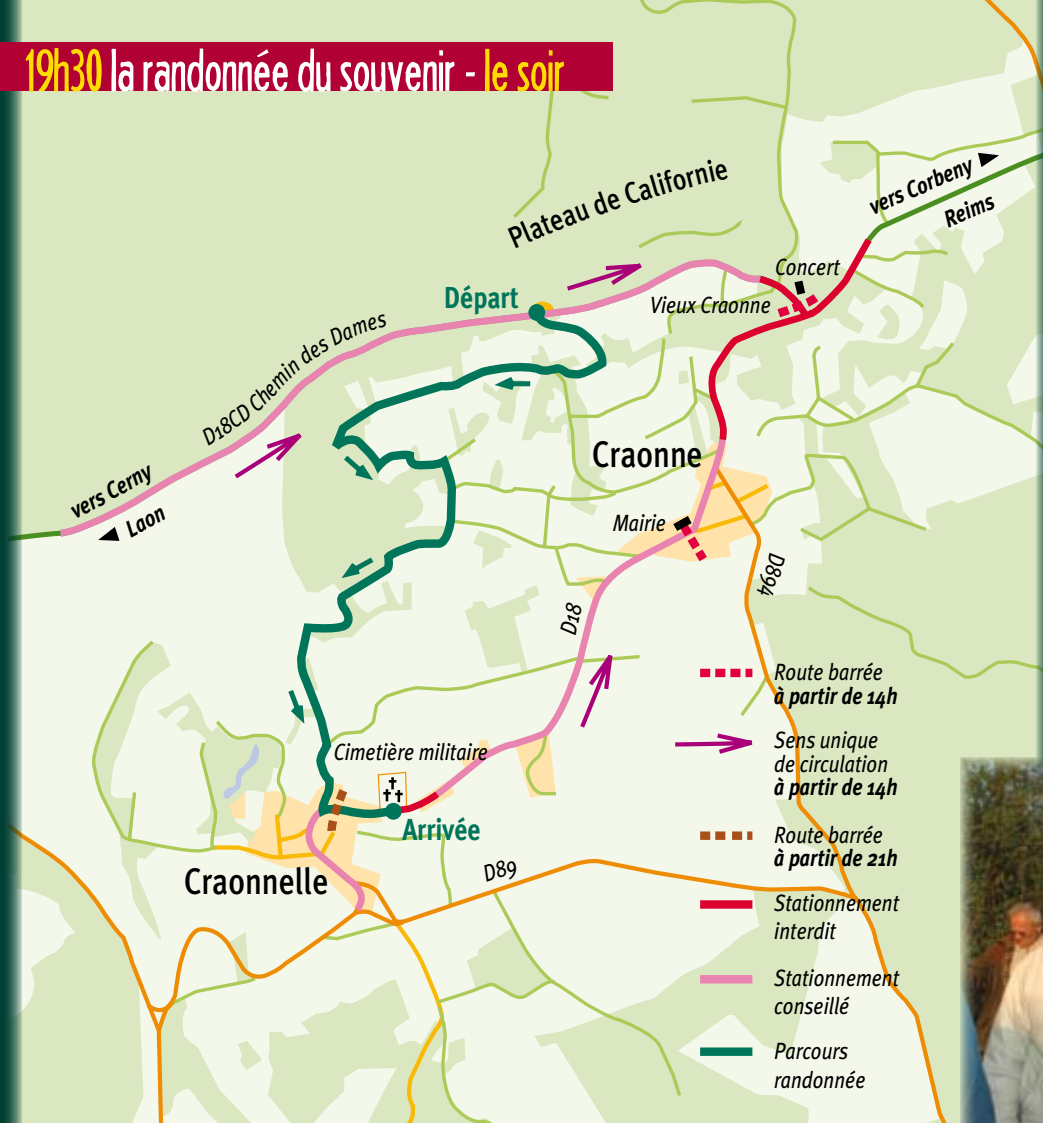 19h30 la randonnée du souvenir - le soir
Plateau de Californie
vers Corbeny
Reims
Concert
Départ
Vieux Craonne
D18CD Chemin des Dames
Craonne
vers Cerny
Laon
Mairie
D894
D18
Cimetière militaire
Arrivée
Craonnelle
D89
Route barrée
à partir de 14h
Sens unique
de circulation
à partir de 14h
Route barrée
à partir de 21h
Stationnement
interdit
Stationnement
conseillé
Parcours
randonnée